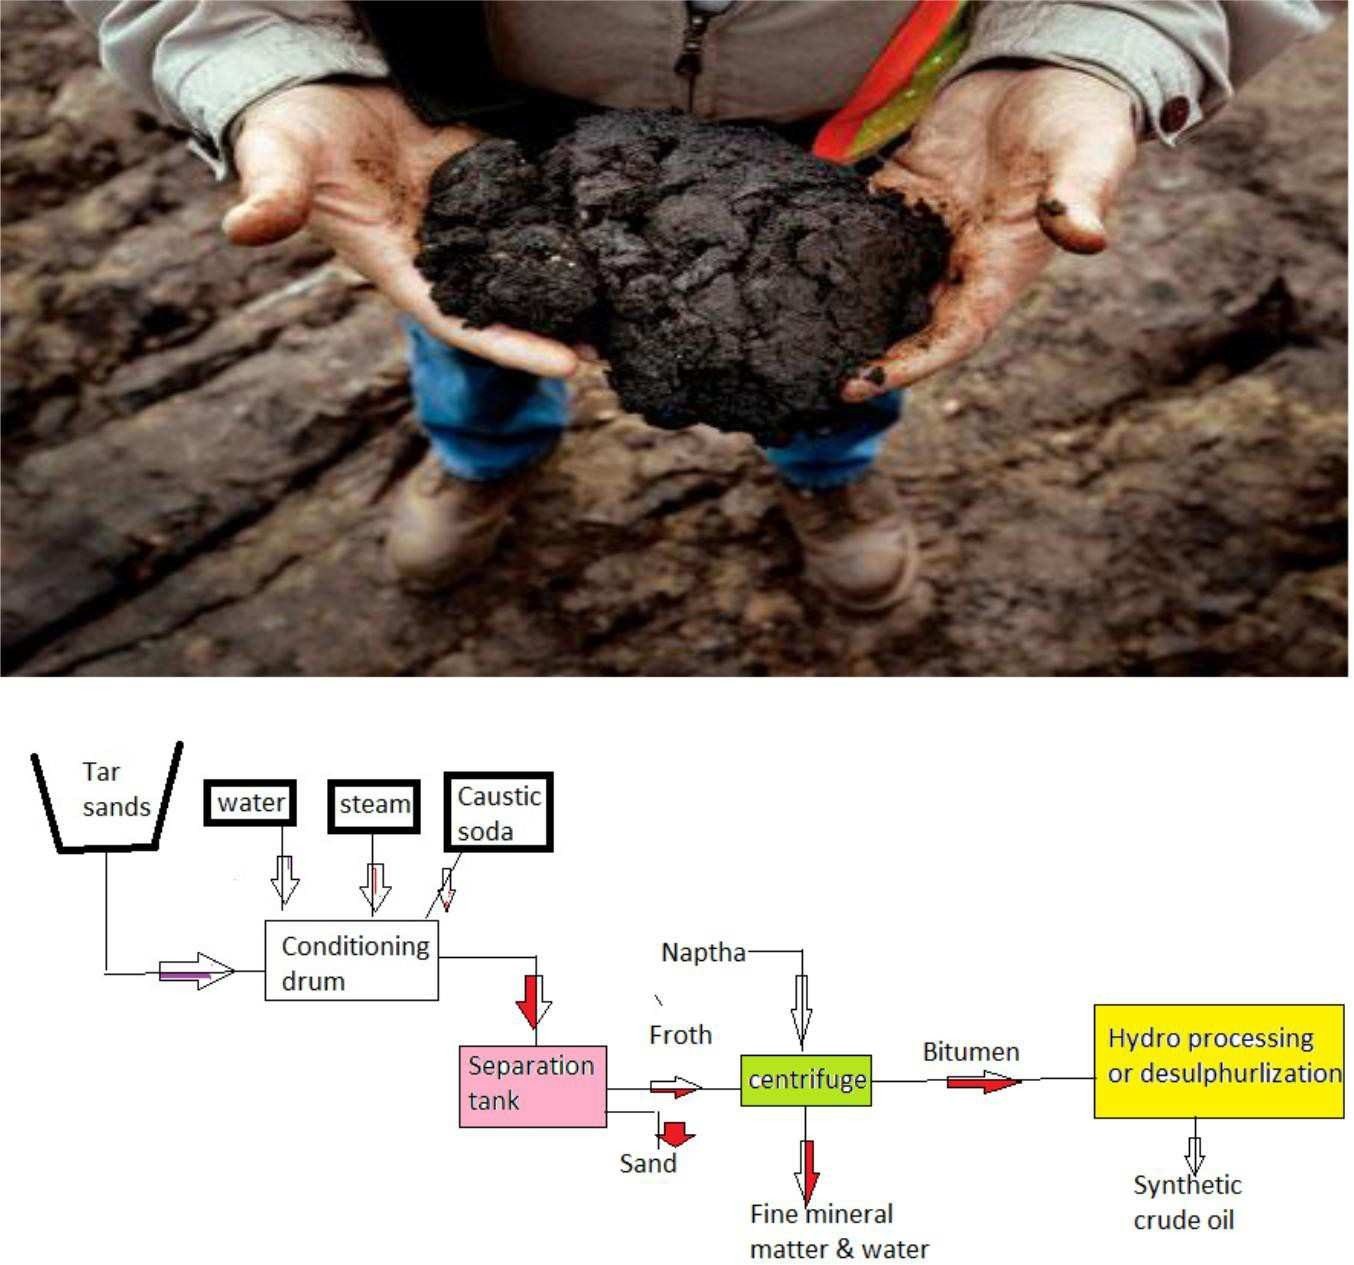 Tar
sands
water
steam
Caustic
soda
Conditioning
drum
Naptha
Froth
Separation
tank
centrifuge
Bitumen
Hydro processing
or desulphurlization
Sand
Fine mineral
matter & water
Synthetic
crude oil